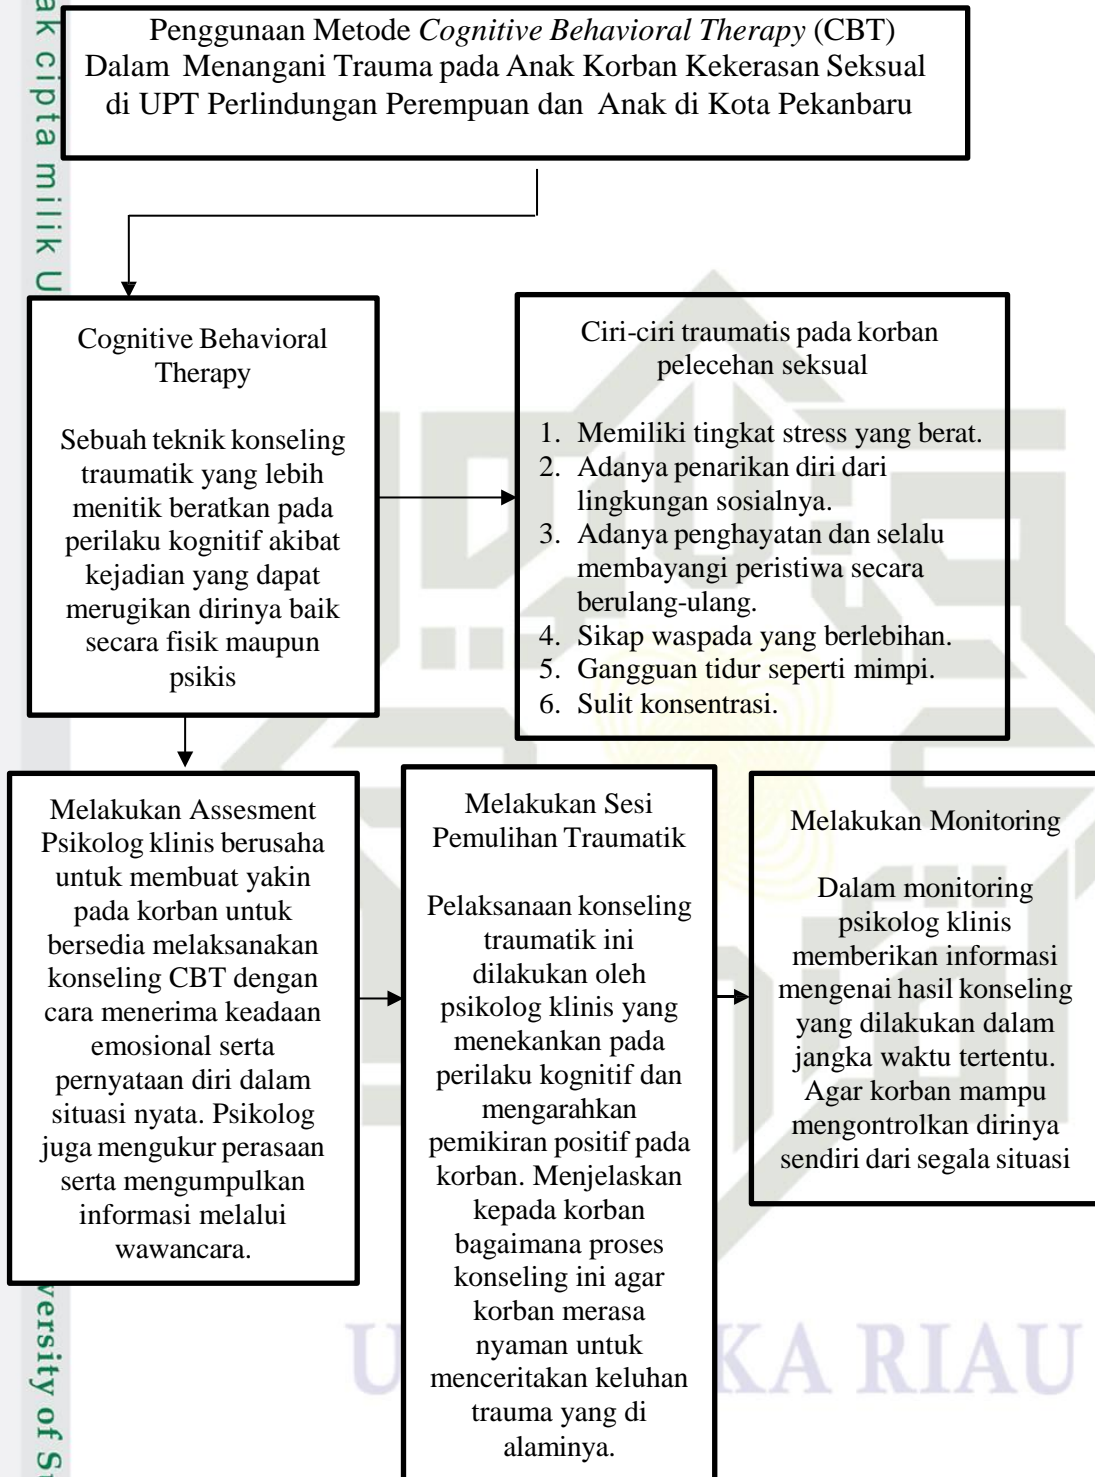 Penggunaan Metode Cognitive Behavioral Therapy (CBT)
Dalam Menangani Trauma pada Anak Korban Kekerasan Seksual
di UPT Perlindungan Perempuan dan Anak di Kota Pekanbaru
Cognitive Behavioral
Therapy
Sebuah teknik konseling
traumatik yang lebih
menitik beratkan pada
perilaku kognitif akibat
kejadian yang dapat
merugikan dirinya baik
secara fisik maupun
psikis
Ciri-ciri traumatis pada korban
pelecehan seksual
1. Memiliki tingkat stress yang berat.
2. Adanya penarikan diri dari
lingkungan sosialnya.
3. Adanya penghayatan dan selalu
membayangi peristiwa secara
berulang-ulang.
4. Sikap waspada yang berlebihan.
5. Gangguan tidur seperti mimpi.
6. Sulit konsentrasi.
Melakukan Assesment
Psikolog klinis berusaha
untuk membuat yakin
pada korban untuk
bersedia melaksanakan
konseling CBT dengan
cara menerima keadaan
emosional serta
pernyataan diri dalam
situasi nyata. Psikolog
juga mengukur perasaan
serta mengumpulkan
informasi melalui
wawancara.
Melakukan Sesi
Pemulihan Traumatik
Pelaksanaan konseling
traumatik ini
dilakukan oleh
psikolog klinis yang
menekankan pada
perilaku kognitif dan
mengarahkan
pemikiran positif pada
korban. Menjelaskan
kepada korban
bagaimana proses
konseling ini agar
korban merasa
nyaman untuk
menceritakan keluhan
trauma yang di
alaminya.
Melakukan Monitoring
Dalam monitoring
psikolog klinis
memberikan informasi
mengenai hasil konseling
yang dilakukan dalam
jangka waktu tertentu.
Agar korban mampu
mengontrolkan dirinya
sendiri dari segala situasi
cipta milik
of
RIAU